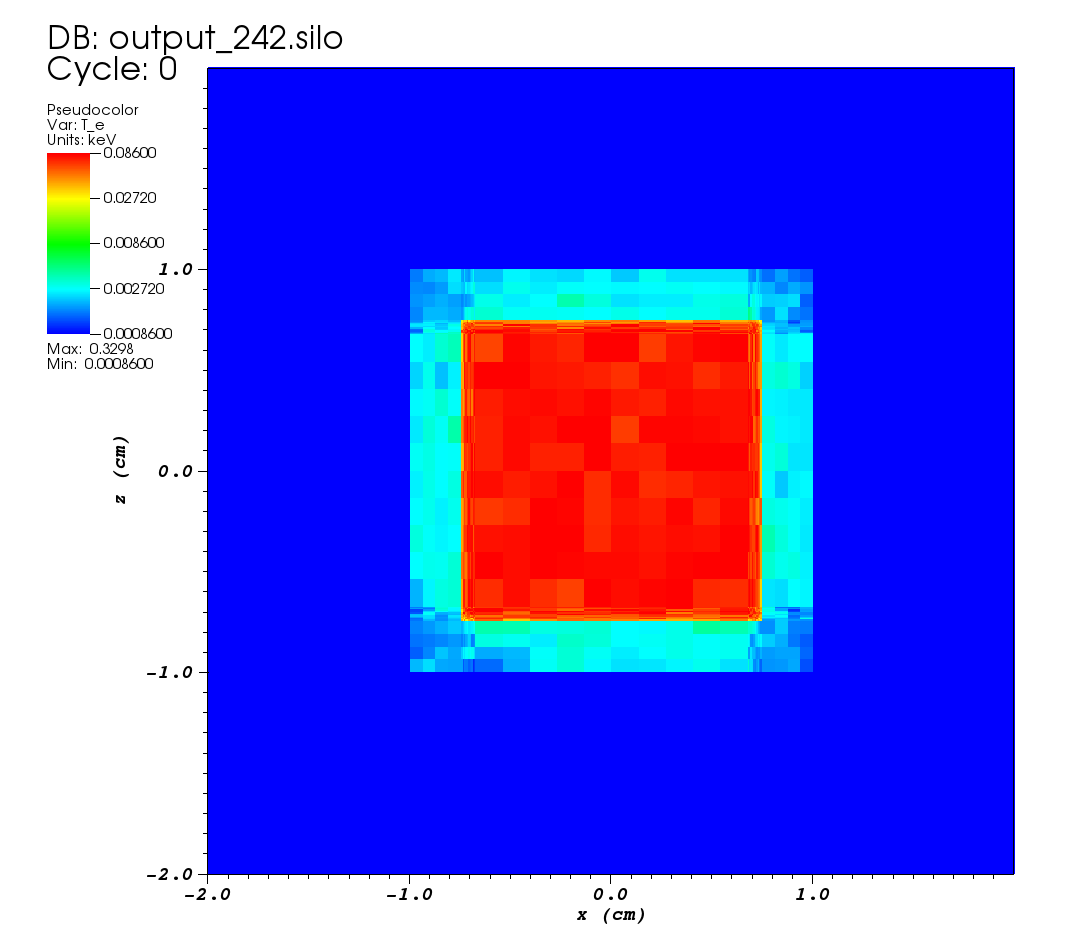 DB: output_242.silo
Cycle: 0
Pseudocolor
Var: T_e
Units: keV
0.08600
0.02720
0.008600
0.002720
0.0008600
Max: 0.3298
Min: 0.0008600
1.0
0.0
-1.0
-2.0
z (cm)
-2.0
-1.0
0.0
1.0
x (cm)